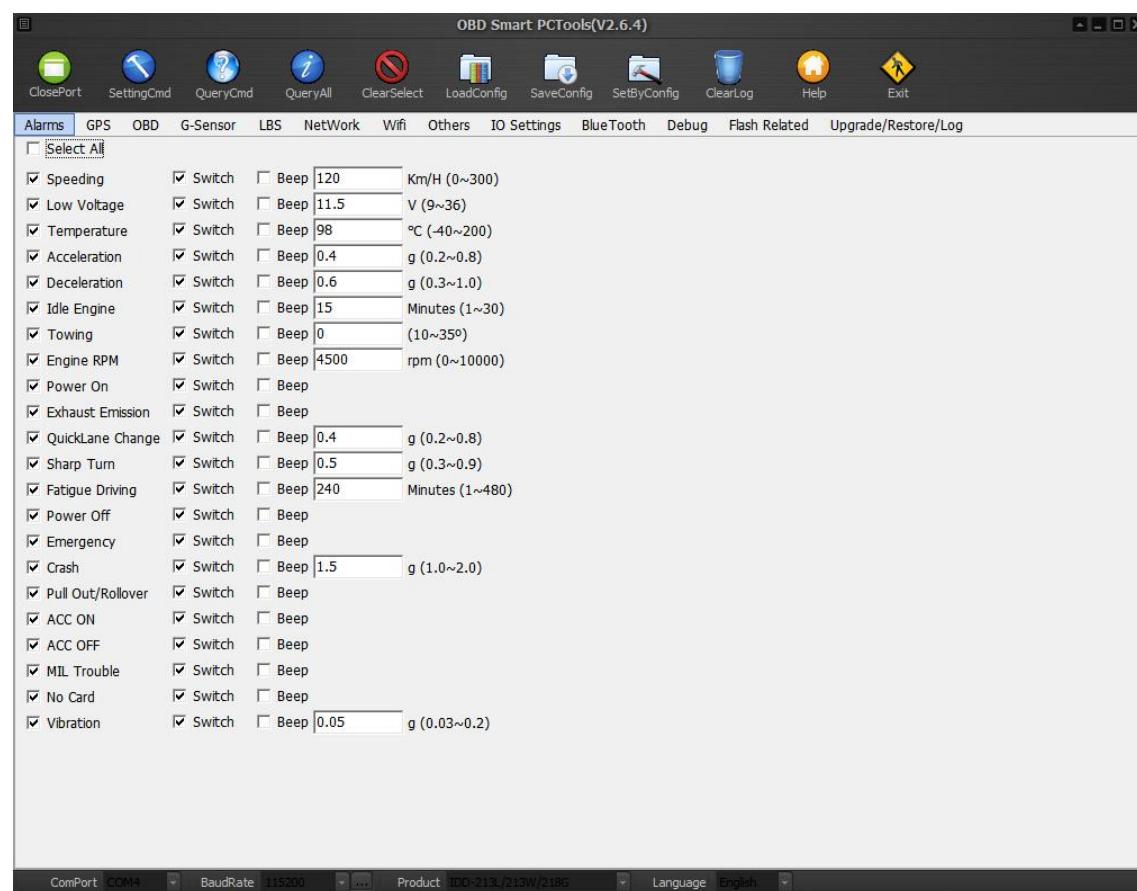 OBD Smart PCTools(V2.6.4)
ClosePort SettingCmd QueryCmd QueryAll ClearSelect LoadConfig SaveConfig SetByConfig ClearLog Help Exit
Alarms GPS OBD G-Sensor LBS NetWork Wifi Others IO Settings BlueTooth Debug Flash Related Upgrade/Restore/Log
Select All
Speeding Switch Beep 120 Km/H (0~300)
Low Voltage Switch Beep 11.5 V (9~36)
Temperature Switch Beep 98 ºC (-40~200)
Acceleration Switch Beep 0.4 g (0.2~0.8)
Deceleration Switch Beep 0.6 g (0.3~1.0)
Idle Engine Switch Beep 15 Minutes (1~30)
Towing Switch Beep 0 (10~35º)
Engine RPM Switch Beep 4500 rpm (0~10000)
Power On Switch Beep
Exhaust Emission Switch Beep
QuickLane Change Switch Beep 0.4 g (0.2~0.8)
Sharp Turn Switch Beep 0.5 g (0.3~0.9)
Fatigue Driving Switch Beep 240 Minutes (1~480)
Power Off Switch Beep
Emergency Switch Beep
Crash Switch Beep 1.5 g (1.0~2.0)
Pull Out/Rollover Switch Beep
ACC ON Switch Beep
ACC OFF Switch Beep
MIL Trouble Switch Beep
No Card Switch Beep
Vibration Switch Beep 0.05 g (0.03~0.2)
ComPort COM4 BaudRate 115200 ... Product IDD-213L/213W/218G Language English